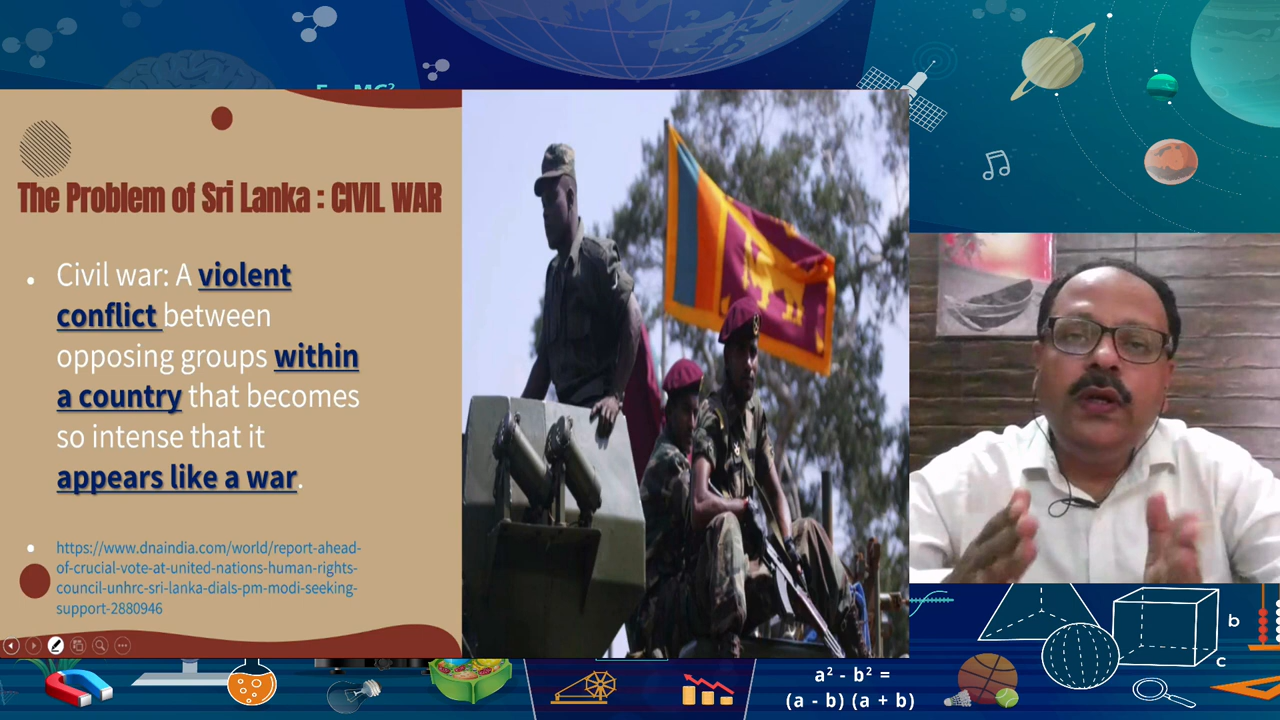 The Problem of Sri Lanka : CIVIL WAR
• Civil war: A violent
conflict between
opposing groups within
a country that becomes
so intense that it
appears like a war.
• https://www.dnaindia.com/world/report-ahead-
of-crucial-vote-at-united-nations-human-rights-
council-unhrc-sri-lanka-dials-pm-modi-seeking-
support-2880946
b
c
a² - b² =
(a - b) (a + b)